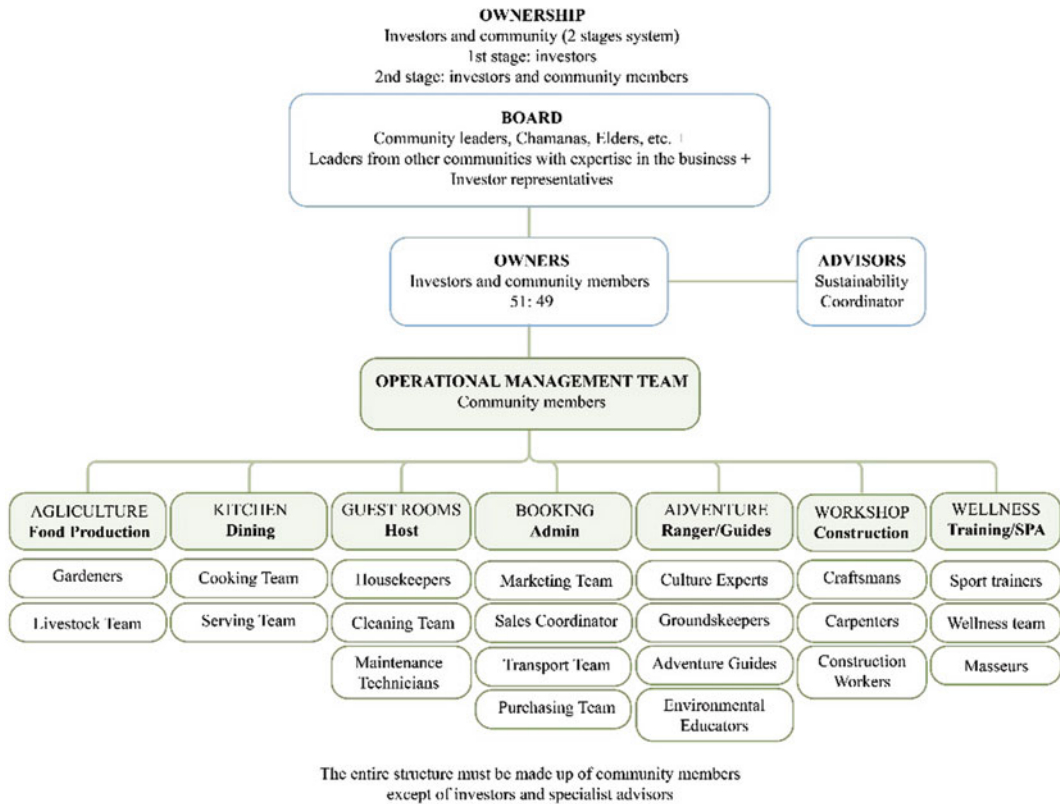 OWNERSHIP
Investors and community (2 stages system)
1st stage: investors
2nd stage: investors and community members
BOARD
Community leaders, Chamanas, Elders, etc.
Leaders from other communities with expertise in the business +
Investor representatives
OWNERS
Investors and community members
51: 49
ADVISORS
Sustainability
Coordinator
OPERATIONAL MANAGEMENT TEAM
Community members
AGLICULTURE
Food Production
Gardeners
Livestock Team
KITCHEN
Dining
Cooking Team
Serving Team
GUEST ROOMS
Host
Housekeepers
Cleaning Team
Maintenance
Technicians
BOOKING
Admin
Marketing Team
Sales Coordinator
Transport Team
Purchasing Team
ADVENTURE
Ranger/Guides
Culture Experts
Groundskeepers
Adventure Guides
Environmental
Educators
WORKSHOP
Construction
Craftsmans
Carpenters
Construction
Workers
WELLNESS
Training/SPA
Sport trainers
Wellness team
Masseurs
The entire structure must be made up of community members
except of investors and specialist advisors